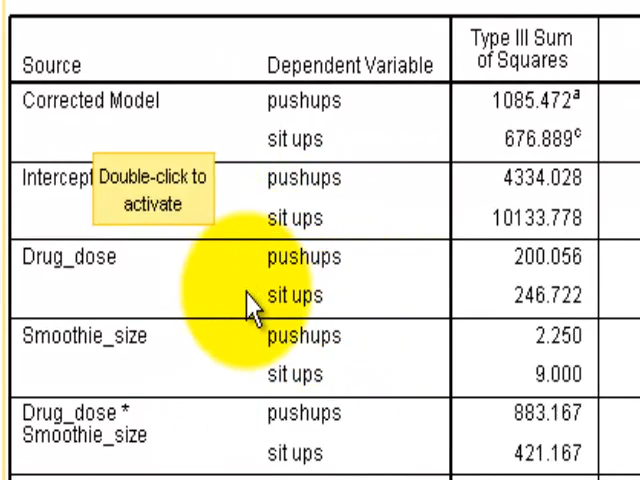 Source Dependent Variable Type III Sum of Squares
Corrected Model pushups 1085.472a
sit ups 676.889c
Intercept pushups 4334.028
Double-click to activate
sit ups 10133.778
Drug_dose pushups 200.056
sit ups 246.722
Smoothie_size pushups 2.250
sit ups 9.000
Drug_dose * pushups 883.167
Smoothie_size
sit ups 421.167